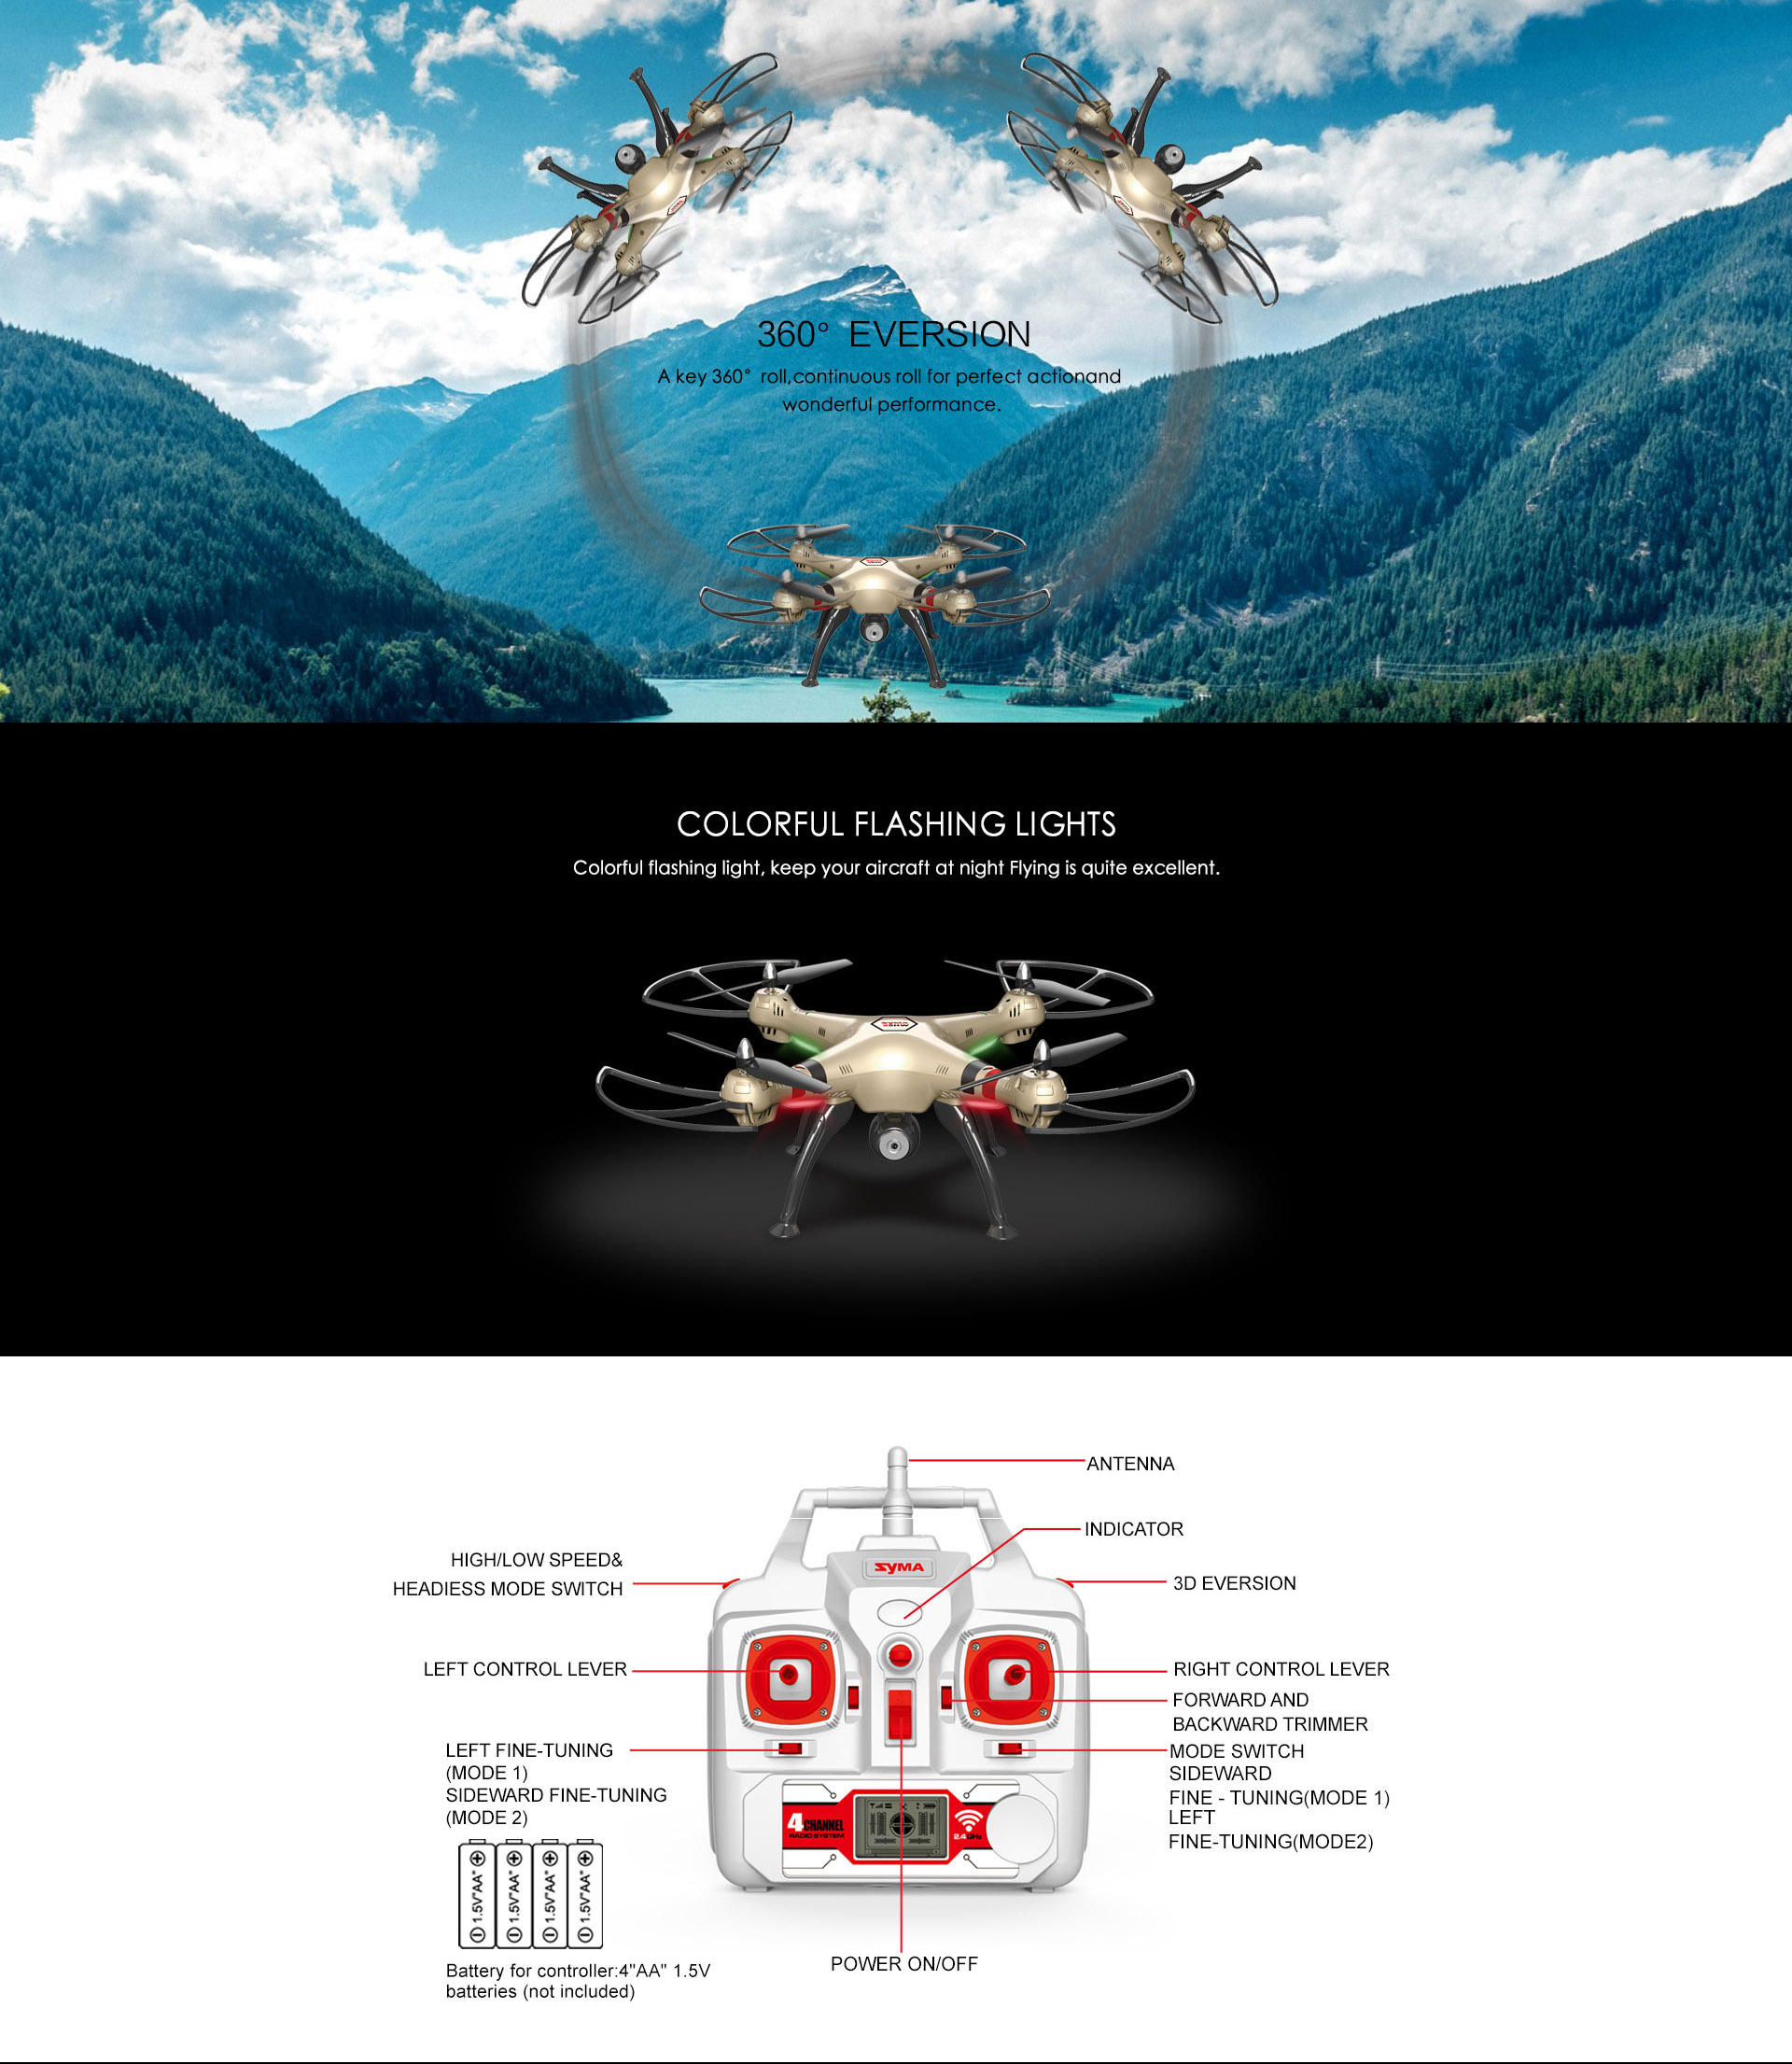 360° EVERSION
A key 360° roll,continuous roll for perfect actionand
wonderful performance.
COLORFUL FLASHING LIGHTS
Colorful flashing light, keep your aircraft at night Flying is quite excellent.
SYMA
ANTENNA
INDICATOR
HIGH/LOW SPEED&
HEADIESS MODE SWITCH
SYMA
3D EVERSION
LEFT CONTROL LEVER
RIGHT CONTROL LEVER
FORWARD AND
BACKWARD TRIMMER
LEFT FINE-TUNING
(MODE 1)
SIDEWARD FINE-TUNING
(MODE 2)
MODE SWITCH
SIDEWARD
FINE - TUNING(MODE 1)
LEFT
FINE-TUNING(MODE2)
4 CHANNEL
RADIO SYSTEM
2.4GHz
1.5V"AA"
1.5V"AA"
1.5V"AA"
1.5V"AA"
POWER ON/OFF
Battery for controller:4"AA" 1.5V
batteries (not included)